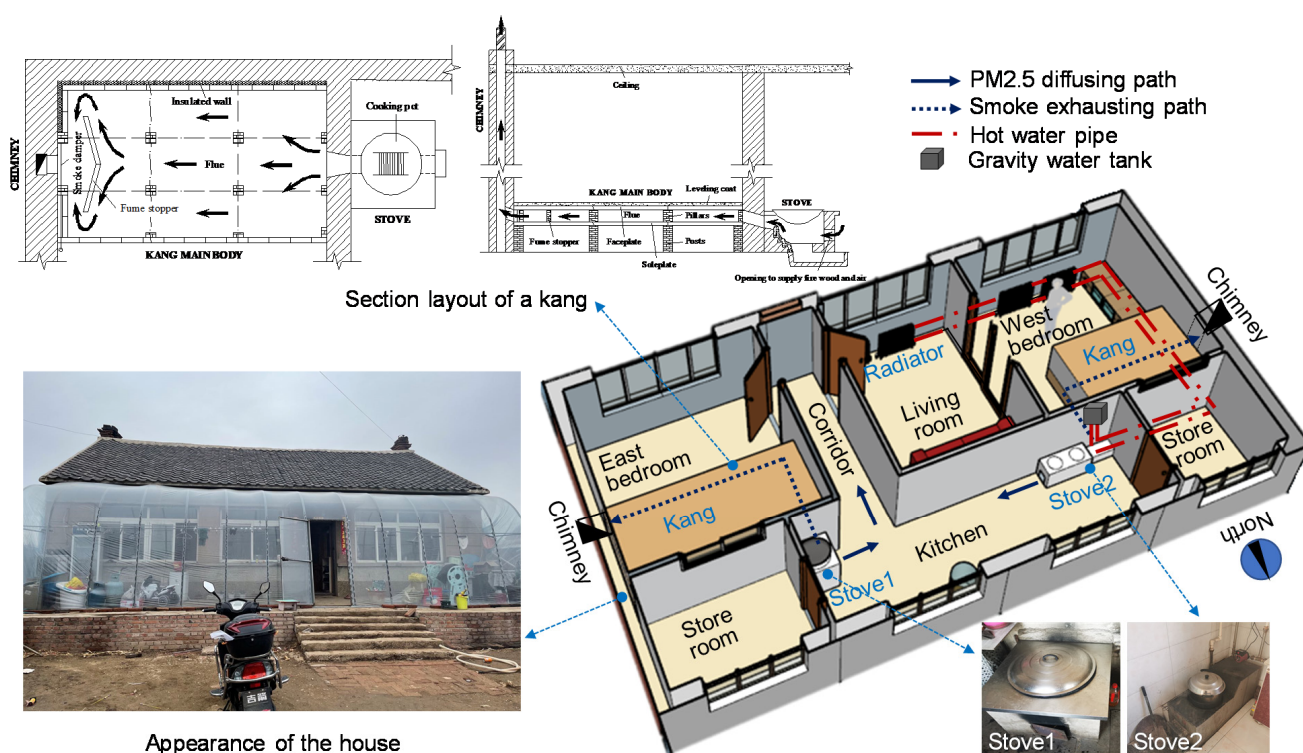 Insulated wall
Cooking pot
CHIMNEY
Smoke damper
Flue
Fume stopper
STOVE
KANG MAIN BODY
Ceiling
CHIMNEY
KANG MAIN BODY
Leveling coat
STOVE
Flue
Pillars
Fume stopper
Faceplate
Posts
Soleplate
Opening to supply fire wood and air
PM2.5 diffusing path
Smoke exhausting path
Hot water pipe
Gravity water tank
Section layout of a kang
Chimney
West
bedroom
Kang
Radiator
Living
room
Corridor
Store
room
East
bedroom
Kang
Stove2
Chimney
Kitchen
North
Stove1
Store
room
Stove1
Stove2
Appearance of the house